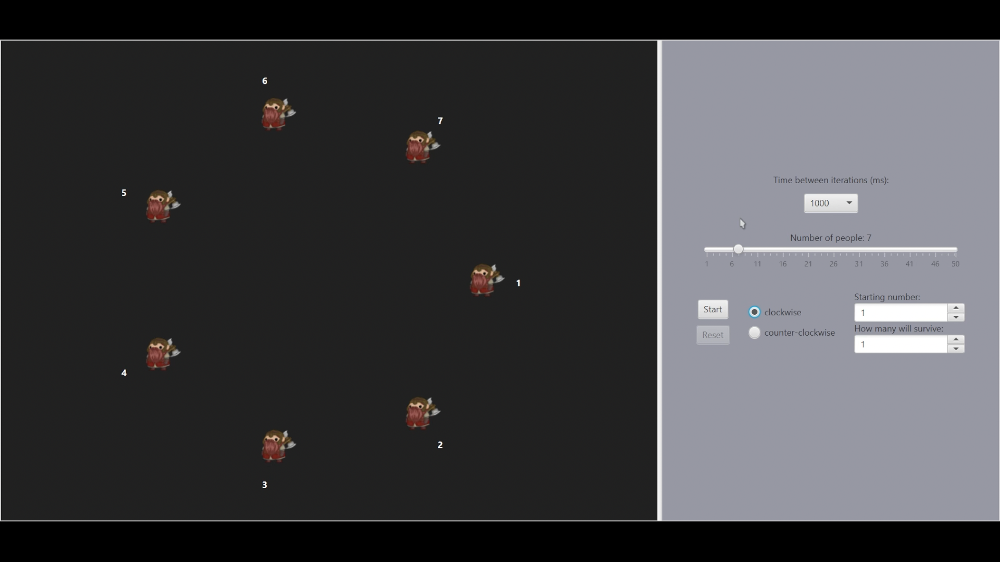 6
7
5
1
4
2
3
Time between iterations (ms):
1000
Number of people: 7
1 6 11 16 21 26 31 36 41 46 50
Start
Reset
clockwise
counter-clockwise
Starting number:
1
How many will survive:
1